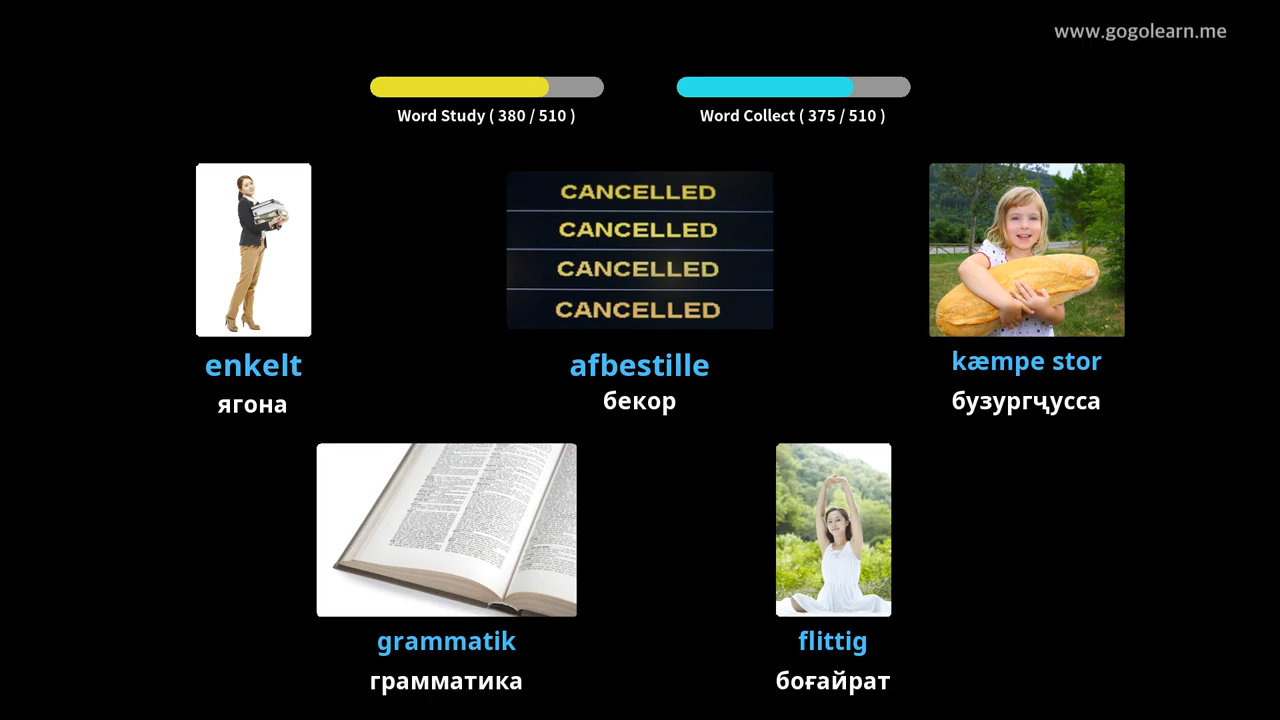 www.gogolearn.me
Word Study ( 380 / 510 )
Word Collect ( 375 / 510 )
CANCELLED
CANCELLED
CANCELLED
CANCELLED
enkelt
afbestille
kæmpe stor
ягона
бекор
бузургҷусса
grammatik
flittig
грамматика
боғайрат